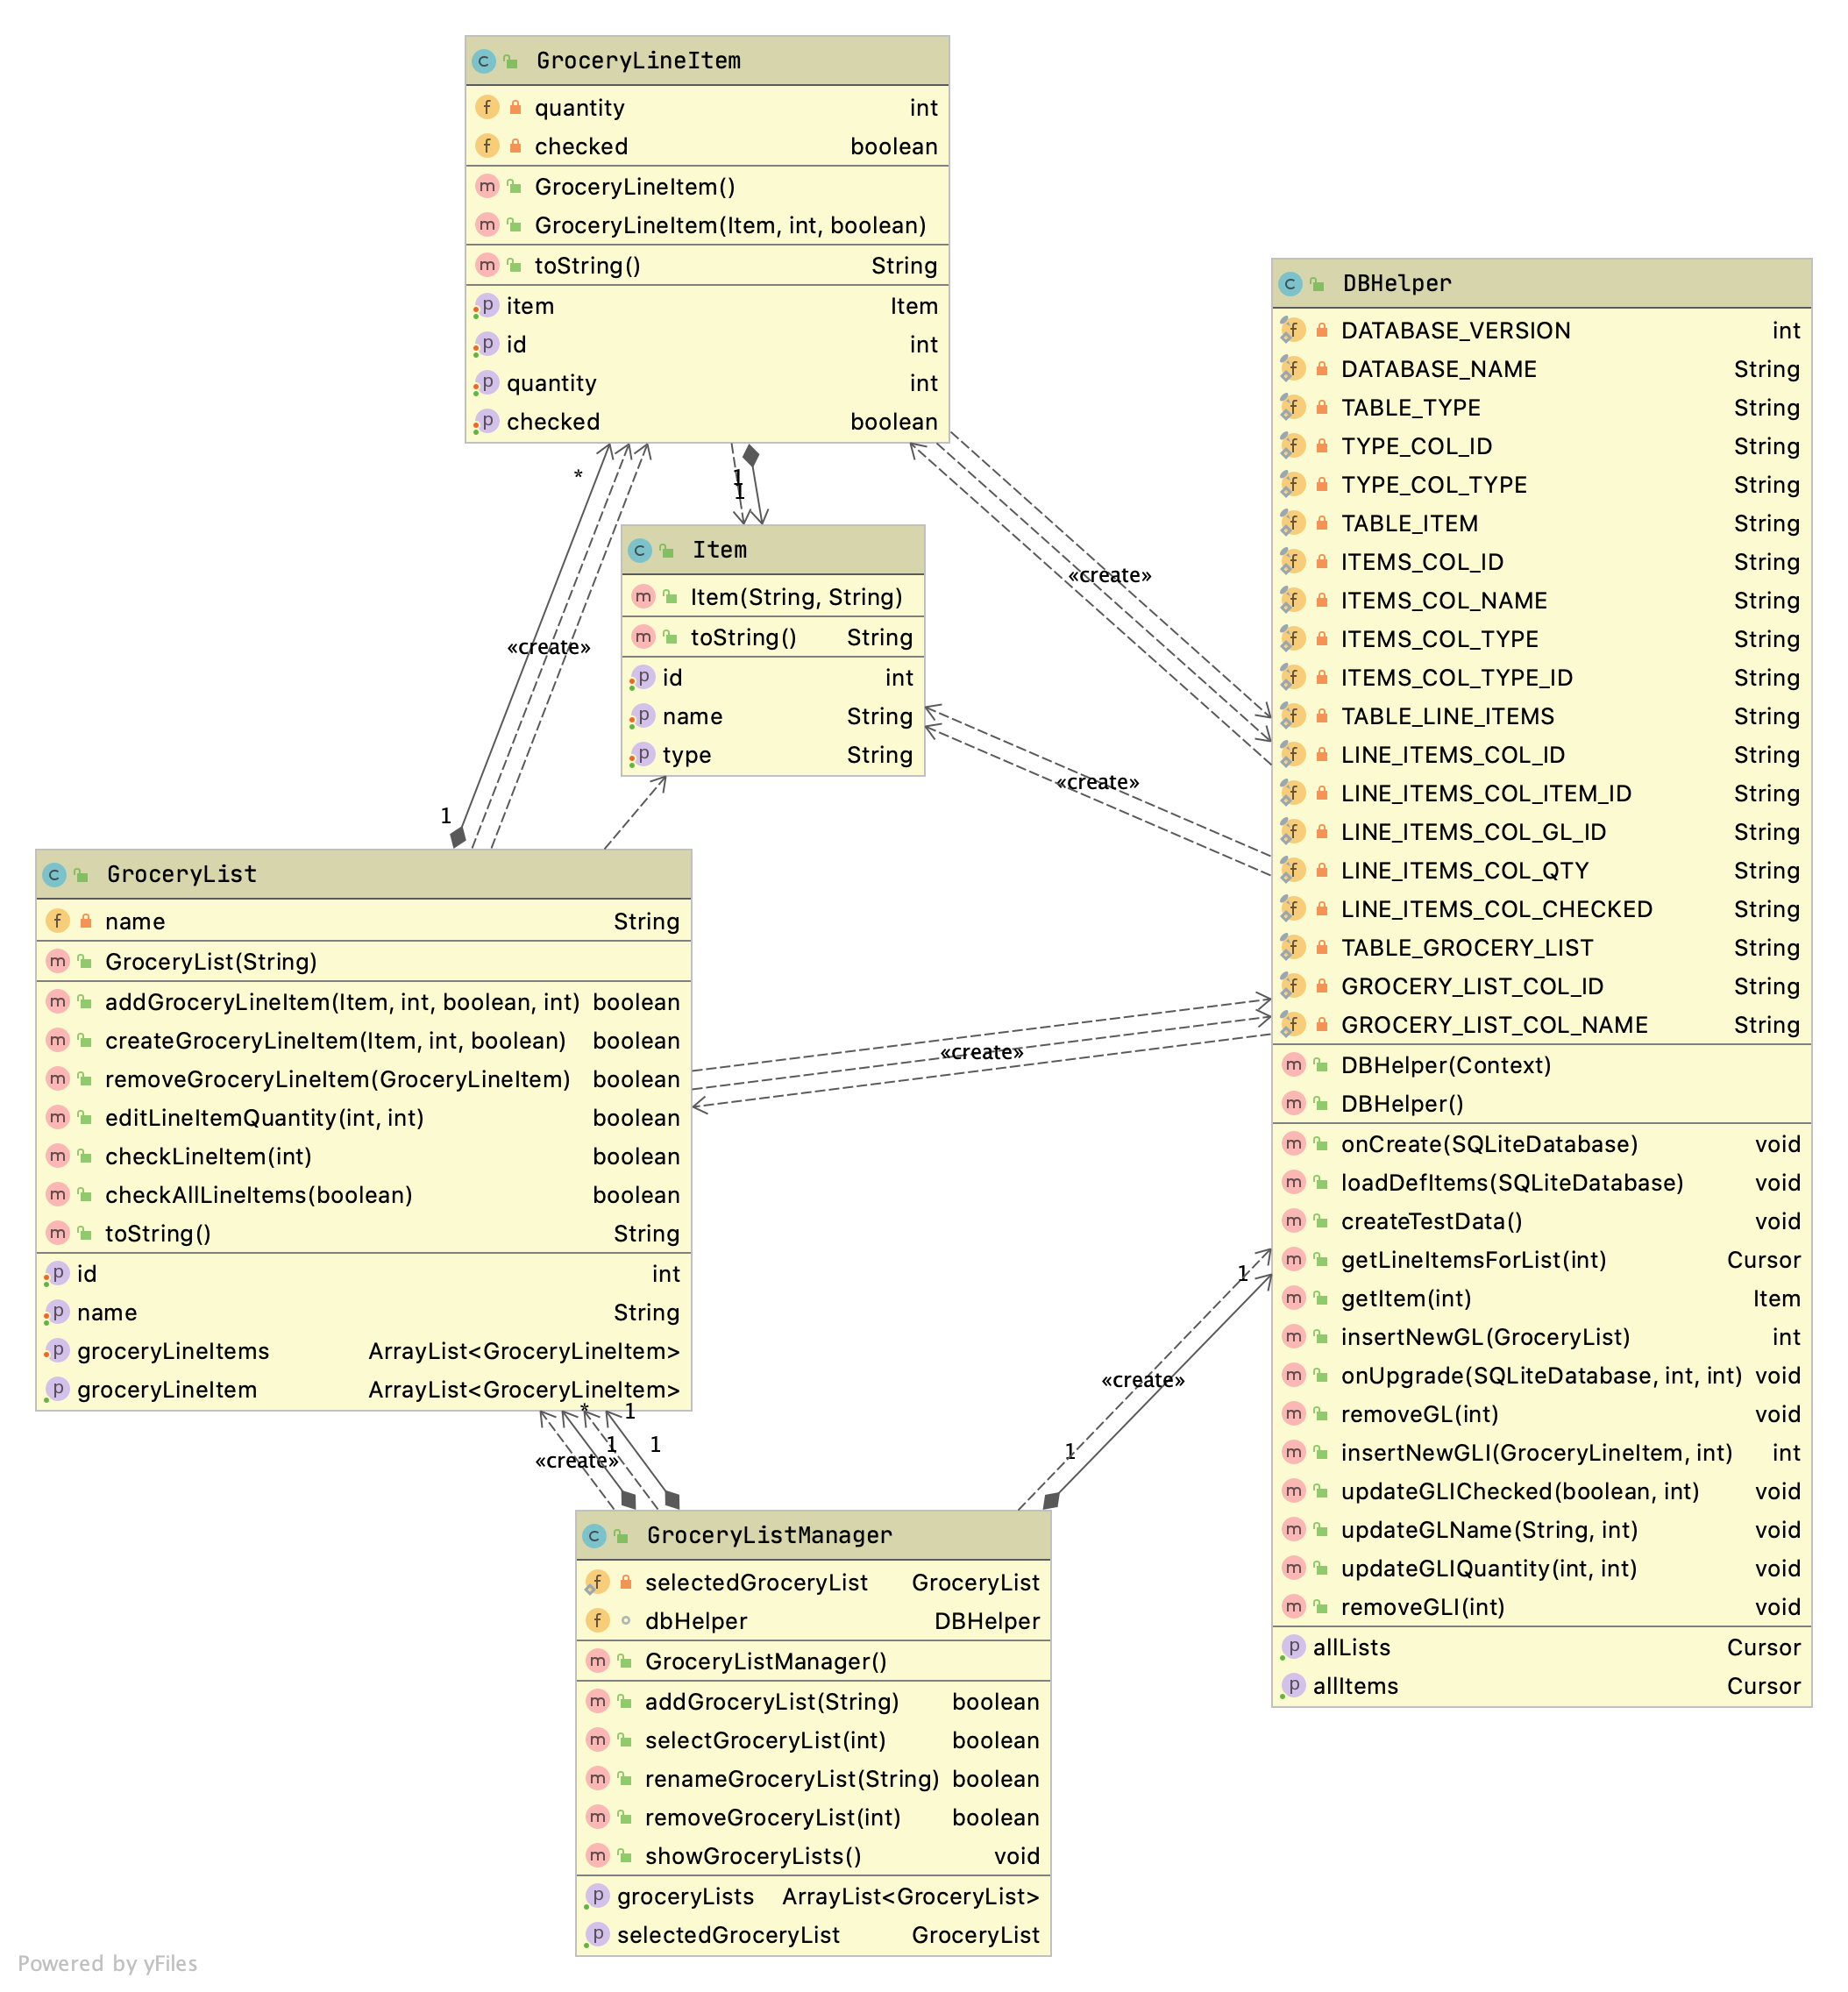 GroceryLineItem
quantity int
checked boolean
GroceryLineItem()
GroceryLineItem(Item, int, boolean)
toString() String
item Item
id int
quantity int
checked boolean
*
1
1
«create»
Item
Item(String, String)
toString() String
id int
name String
type String
«create»
«create»
1
GroceryList
name String
GroceryList(String)
addGroceryLineItem(Item, int, boolean, int) boolean
createGroceryLineItem(Item, int, boolean) boolean
removeGroceryLineItem(GroceryLineItem) boolean
editLineItemQuantity(int, int) boolean
checkLineItem(int) boolean
checkAllLineItems(boolean) boolean
toString() String
id int
name String
groceryLineItems ArrayList<GroceryLineItem>
groceryLineItem ArrayList<GroceryLineItem>
«create»
DBHelper
DATABASE_VERSION int
DATABASE_NAME String
TABLE_TYPE String
TYPE_COL_ID String
TYPE_COL_TYPE String
TABLE_ITEM String
ITEMS_COL_ID String
ITEMS_COL_NAME String
ITEMS_COL_TYPE String
ITEMS_COL_TYPE_ID String
TABLE_LINE_ITEMS String
LINE_ITEMS_COL_ID String
LINE_ITEMS_COL_ITEM_ID String
LINE_ITEMS_COL_GL_ID String
LINE_ITEMS_COL_QTY String
LINE_ITEMS_COL_CHECKED String
TABLE_GROCERY_LIST String
GROCERY_LIST_COL_ID String
GROCERY_LIST_COL_NAME String
DBHelper(Context)
DBHelper()
onCreate(SQLiteDatabase) void
loadDefItems(SQLiteDatabase) void
createTestData() void
getLineItemsForList(int) Cursor
getItem(int) Item
insertNewGL(GroceryList) int
onUpgrade(SQLiteDatabase, int, int) void
removeGL(int) void
insertNewGLI(GroceryLineItem, int) int
updateGLIChecked(boolean, int) void
updateGLName(String, int) void
updateGLIQuantity(int, int) void
removeGLI(int) void
allLists Cursor
allItems Cursor
1
«create»
1
*
1
1
1
«create»
GroceryListManager
selectedGroceryList GroceryList
dbHelper DBHelper
GroceryListManager()
addGroceryList(String) boolean
selectGroceryList(int) boolean
renameGroceryList(String) boolean
removeGroceryList(int) boolean
showGroceryLists() void
groceryLists ArrayList<GroceryList>
selectedGroceryList GroceryList
Powered by yFiles